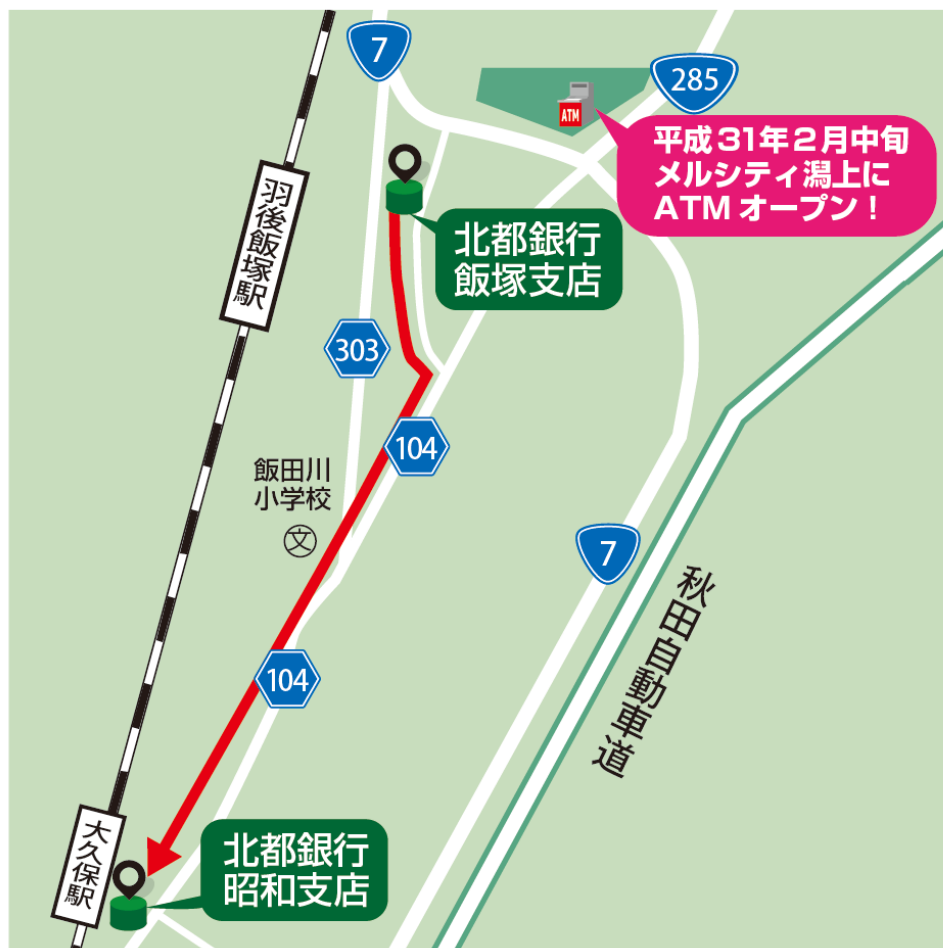 7
285
ATM
平成31年2月中旬
メルシティ潟上に
ATMオープン！
羽後飯塚駅
北都銀行
飯塚支店
303
104
飯田川
小学校
文
7
秋田自動車道
104
大久保駅
北都銀行
昭和支店